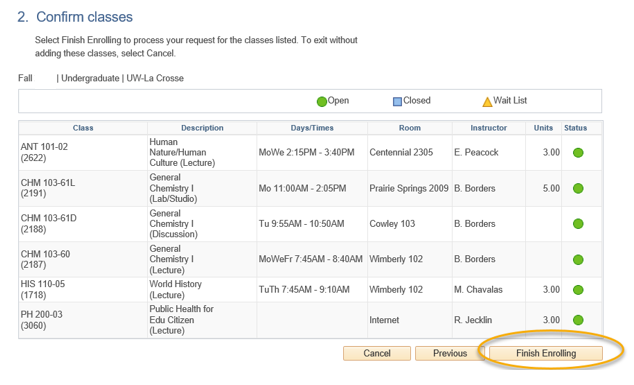 2. Confirm classes
Select Finish Enrolling to process your request for the classes listed. To exit without
adding these classes, select Cancel.
Fall | Undergraduate | UW-La Crosse
Open Closed Wait List
Class Description Days/Times Room Instructor Units Status
ANT 101-02
(2622)
Human
Nature/Human
Culture (Lecture)
MoWe 2:15PM - 3:40PM Centennial 2305 E. Peacock 3.00
CHM 103-61L
(2191)
General
Chemistry I
(Lab/Studio)
Mo 11:00AM - 2:05PM Prairie Springs 2009 B. Borders 5.00
CHM 103-61D
(2188)
General
Chemistry I
(Discussion)
Tu 9:55AM - 10:50AM Cowley 103 B. Borders
CHM 103-60
(2187)
General
Chemistry I
(Lecture)
MoWeFr 7:45AM - 8:40AM Wimberly 102 B. Borders
HIS 110-05
(1718)
World History
(Lecture)
TuTh 7:45AM - 9:10AM Wimberly 102 M. Chavalas 3.00
PH 200-03
(3060)
Public Health for
Edu Citizen
(Lecture)
Internet R. Jecklin 3.00
Cancel Previous Finish Enrolling